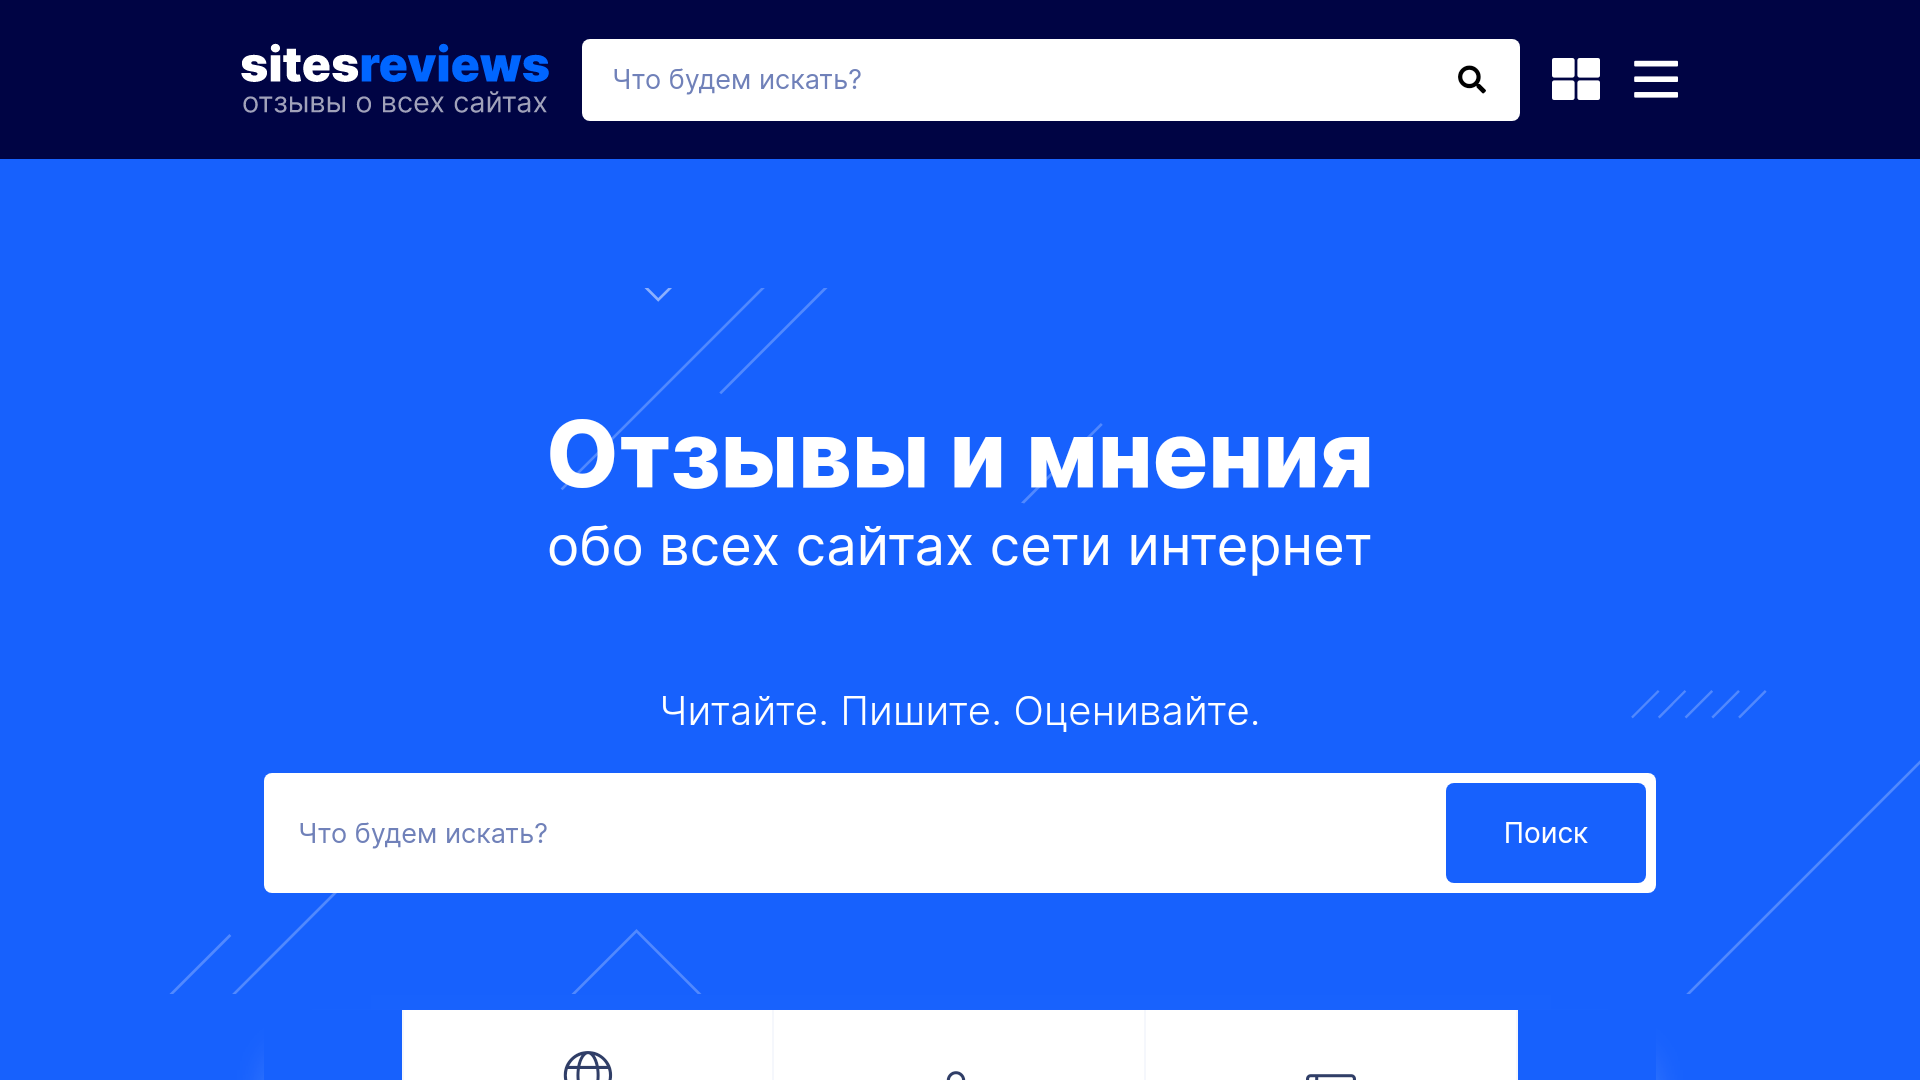 sitesreviews
отзывы о всех сайтах
Что будем искать?
Отзывы и мнения
обо всех сайтах сети интернет
Читайте. Пишите. Оценивайте.
Что будем искать?
Поиск